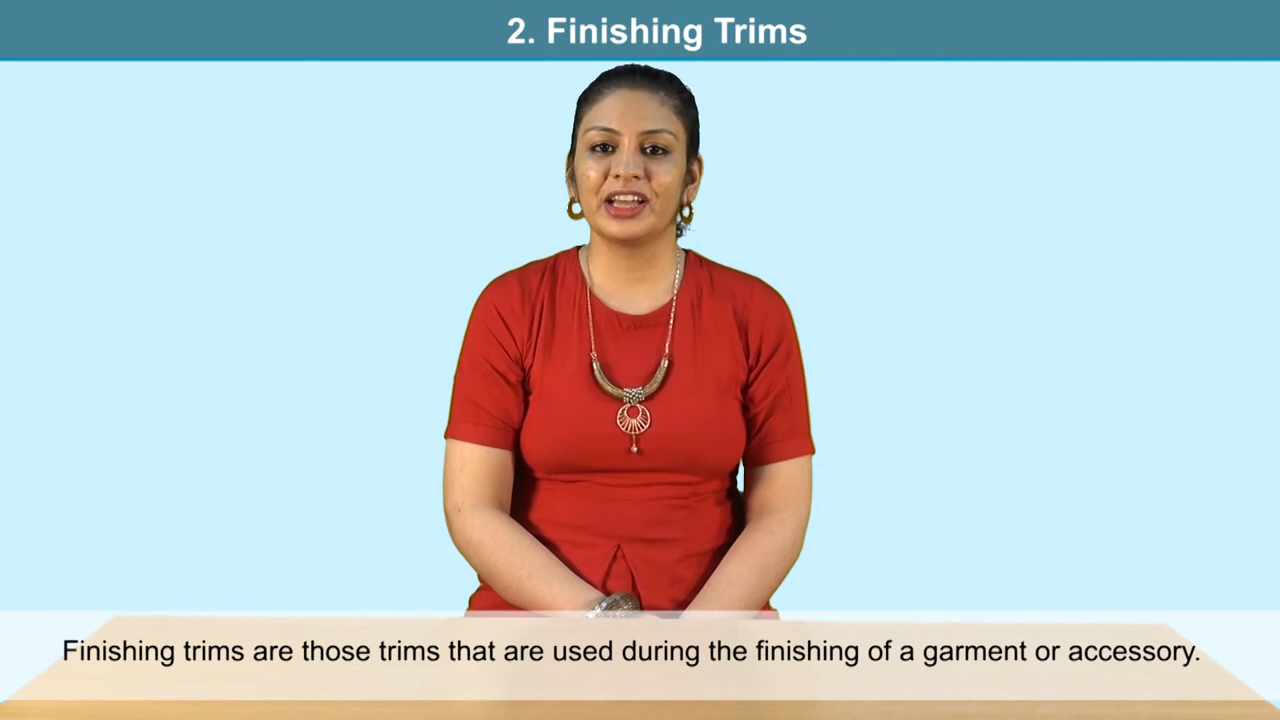 2. Finishing Trims
Finishing trims are those trims that are used during the finishing of a garment or accessory.